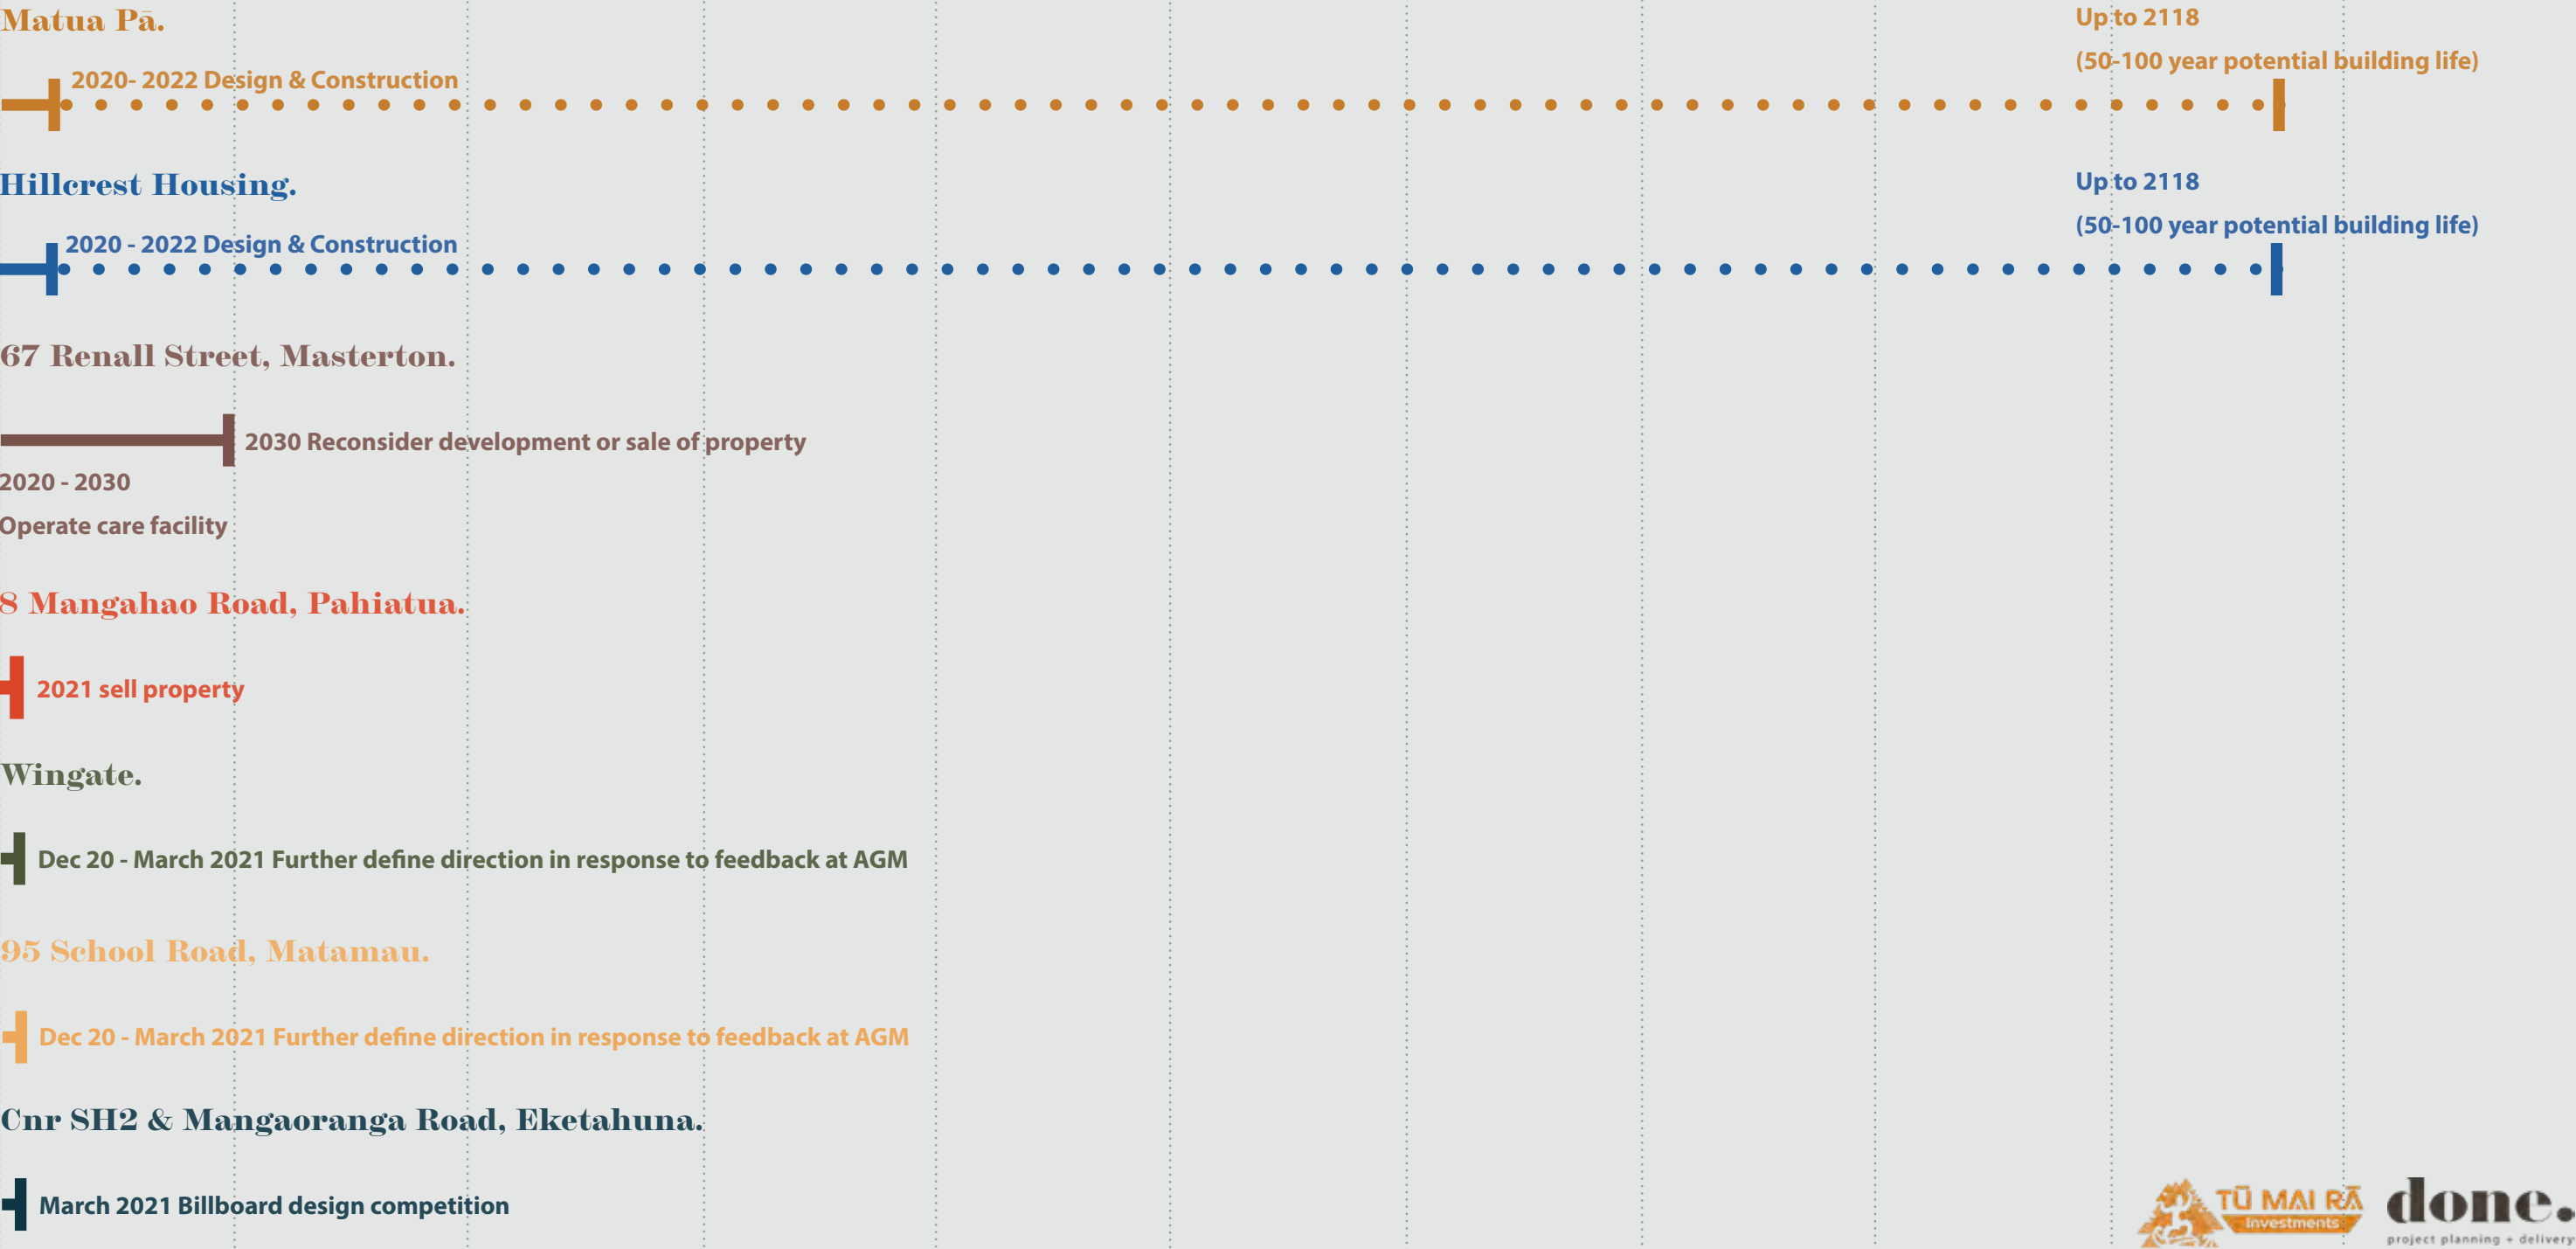 Matua Pā.
Up to 2118
(50-100 year potential building life)
2020- 2022 Design & Construction
Hillcrest Housing.
Up to 2118
(50-100 year potential building life)
2020 - 2022 Design & Construction
67 Renall Street, Masterton.
2030 Reconsider development or sale of property
2020 - 2030
Operate care facility
8 Mangahao Road, Pahiatua.
2021 sell property
Wingate.
Dec 20 - March 2021 Further define direction in response to feedback at AGM
95 School Road, Matamau.
Dec 20 - March 2021 Further define direction in response to feedback at AGM
Cnr SH2 & Mangaoranga Road, Eketahuna.
March 2021 Billboard design competition
TŪ MAI RĀ
Investments
done.
project planning + delivery